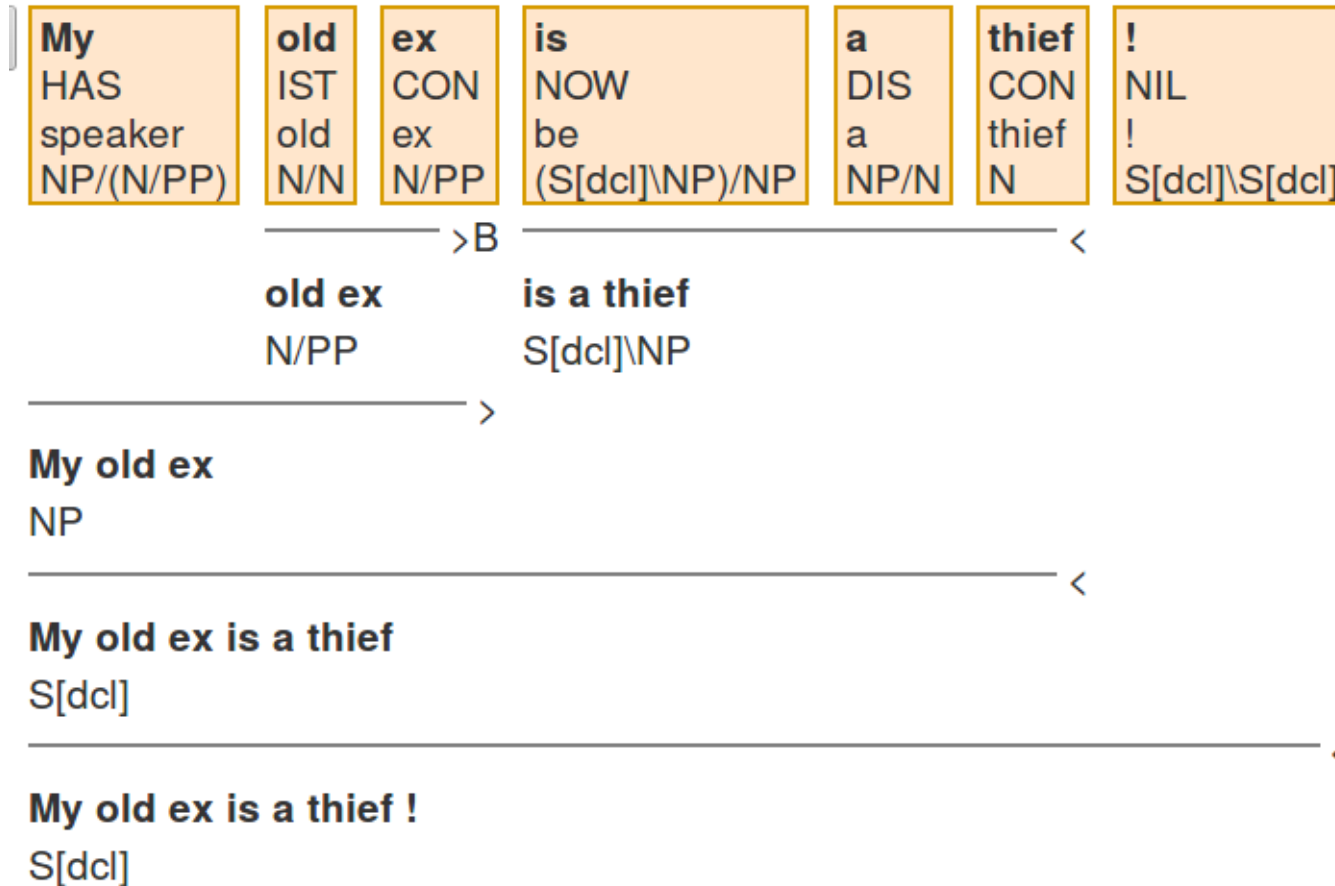 My old ex is a thief !
HAS IST CON NOW DIS CON NIL
speaker old ex be a thief !
NP/(N/PP) N/N N/PP (S[dcl]\NP)/NP NP/N N S[dcl]\S[dcl]
>B <
old ex is a thief
N/PP S[dcl]\NP
>
My old ex
NP
<
My old ex is a thief
S[dcl]
<
My old ex is a thief !
S[dcl]